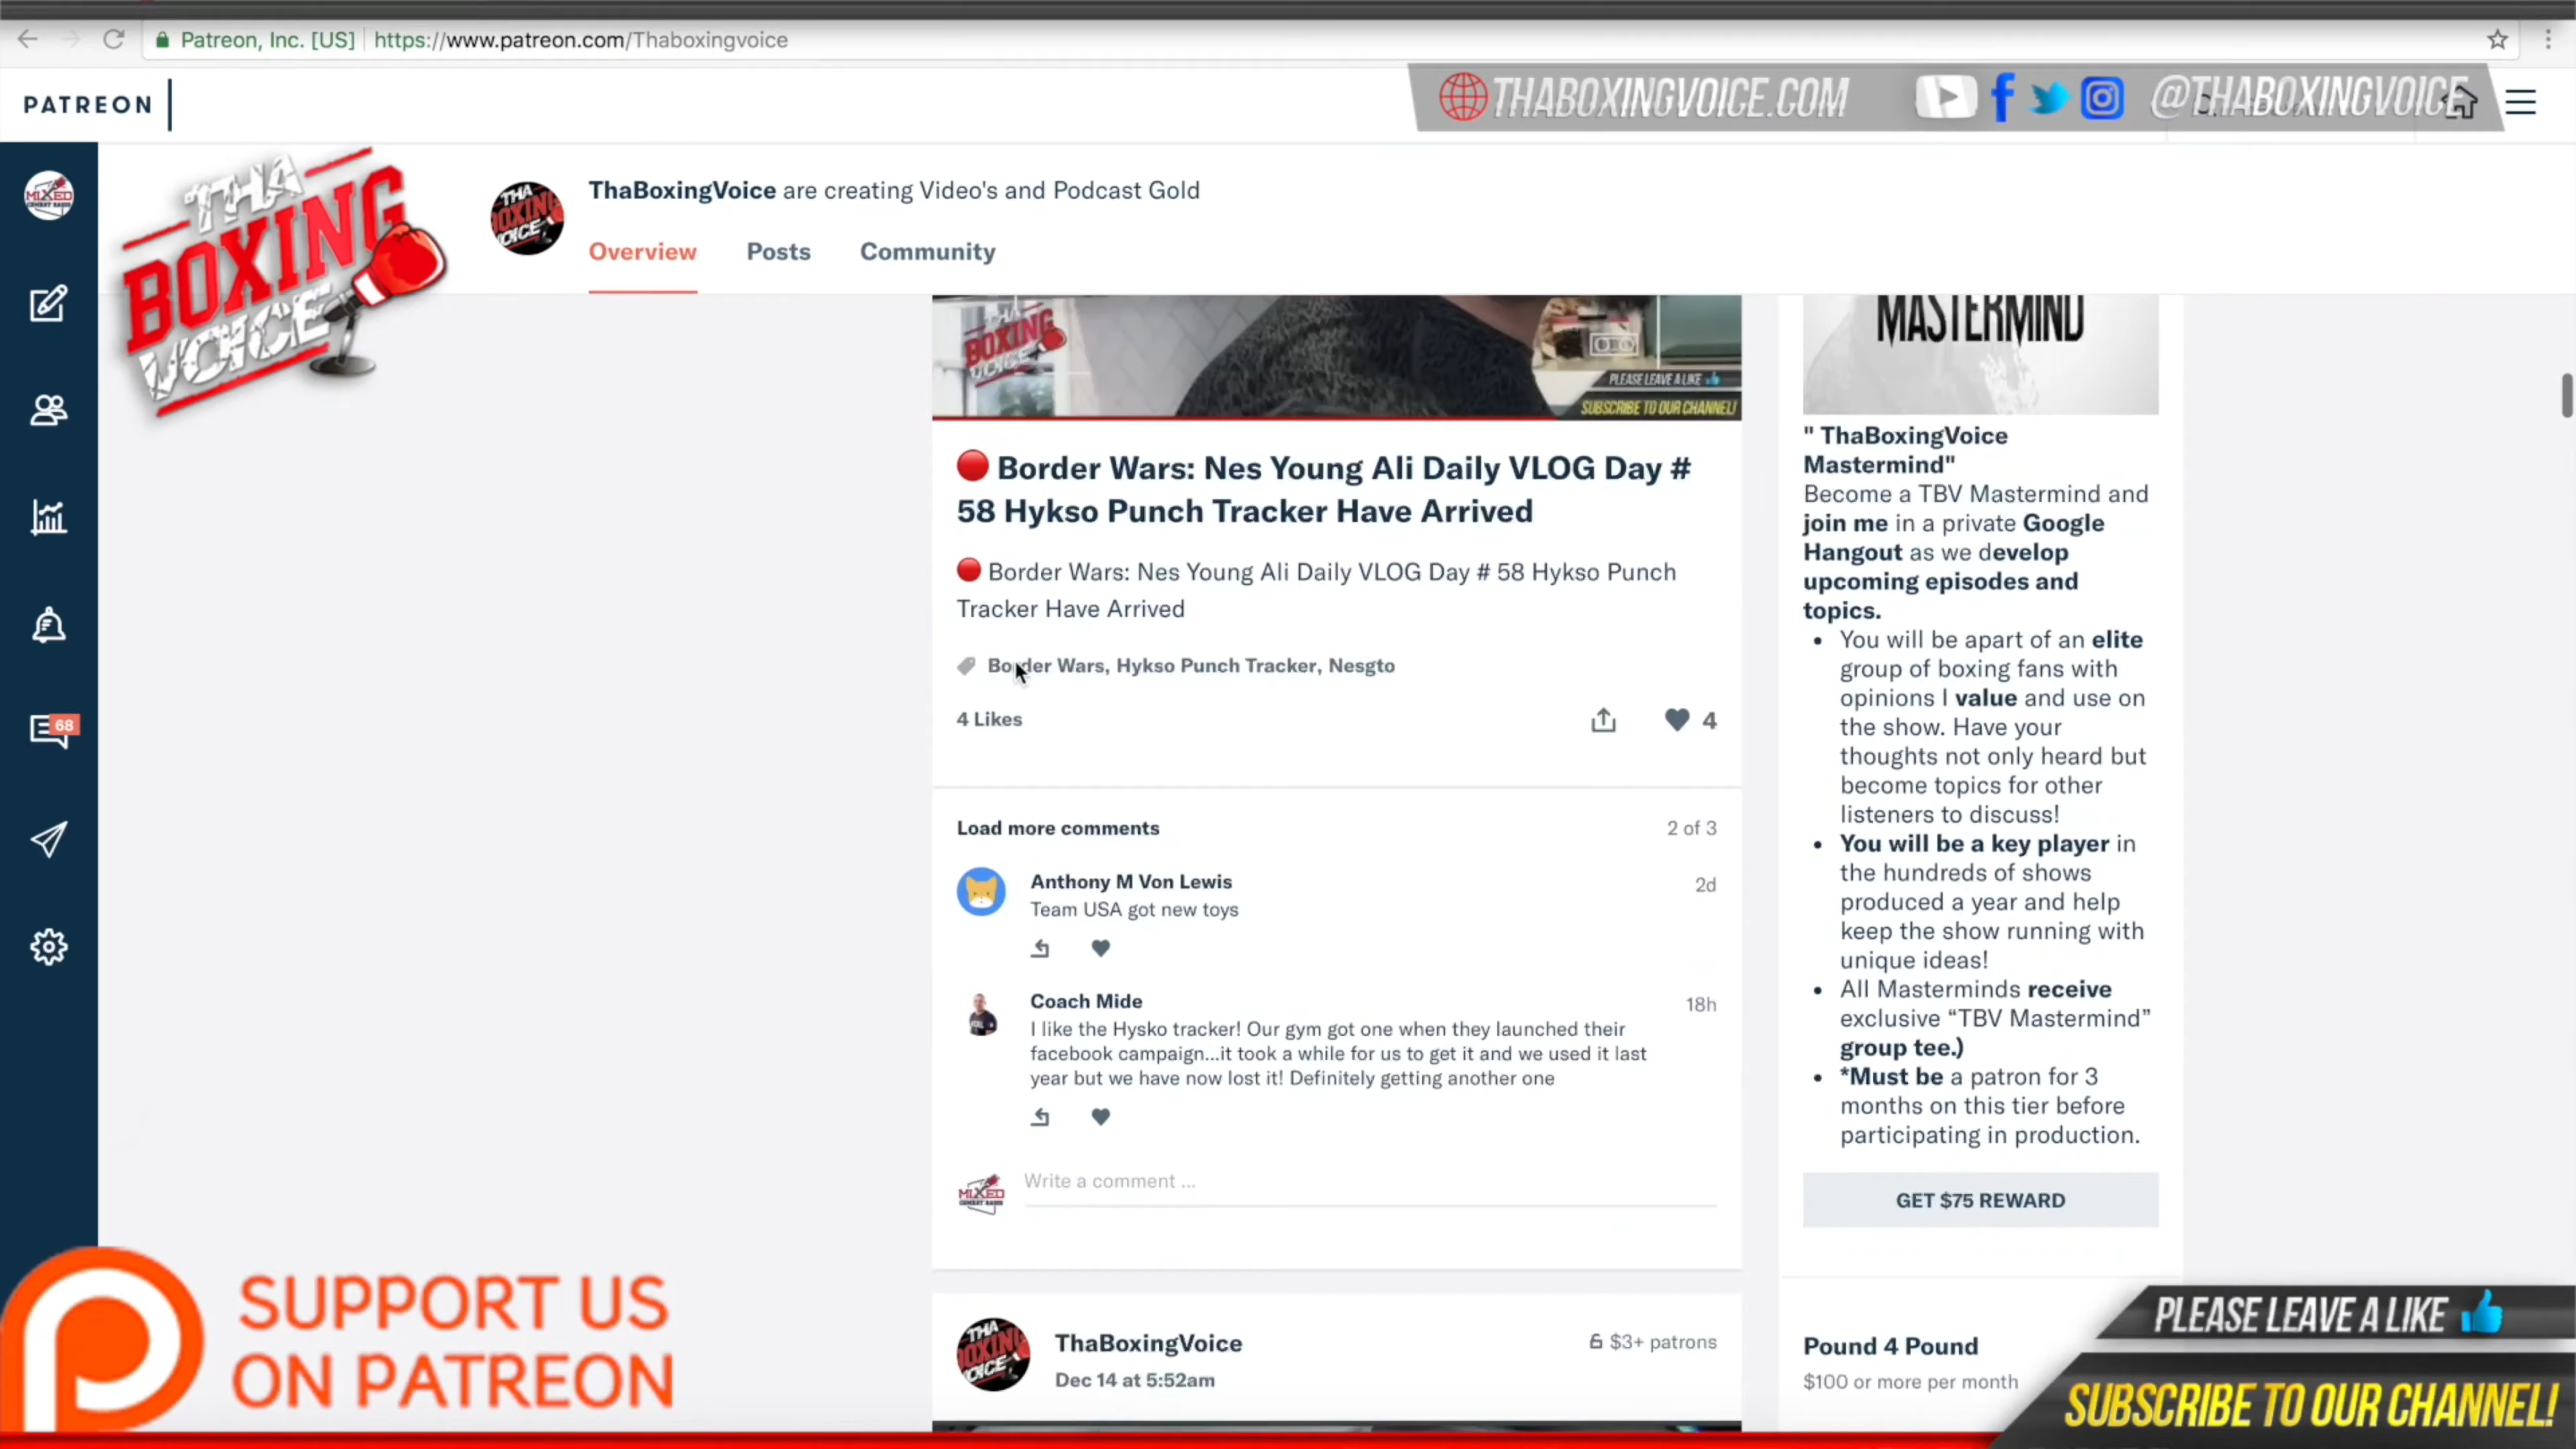 Patreon, Inc. [US] https://www.patreon.com/Thaboxingvoice
THABOXINGVOICE.COM
@THABOXINGVOICE
PATREON
MIXED
THA
BOXING
VOICE
THA
BOXING
VOICE
ThaBoxingVoice are creating Video's and Podcast Gold
Overview Posts Community
BOXING
VOICE
PLEASE LEAVE A LIKE
SUBSCRIBE TO OUR CHANNEL!
MASTERMIND
🔴 Border Wars: Nes Young Ali Daily VLOG Day #
58 Hykso Punch Tracker Have Arrived
🔴 Border Wars: Nes Young Ali Daily VLOG Day # 58 Hykso Punch
Tracker Have Arrived
Border Wars, Hykso Punch Tracker, Nesgto
4 Likes
4
68
Load more comments
2 of 3
Anthony M Von Lewis
2d
Team USA got new toys
Coach Mide
18h
I like the Hysko tracker! Our gym got one when they launched their
facebook campaign...it took a while for us to get it and we used it last
year but we have now lost it! Definitely getting another one
MIXED
COMBAT RADIO
Write a comment ...
THA
BOXING
VOICE
ThaBoxingVoice
$3+ patrons
Dec 14 at 5:52am
" ThaBoxingVoice
Mastermind"
Become a TBV Mastermind and
join me in a private Google
Hangout as we develop
upcoming episodes and
topics.
• You will be apart of an elite
group of boxing fans with
opinions I value and use on
the show. Have your
thoughts not only heard but
become topics for other
listeners to discuss!
• You will be a key player in
the hundreds of shows
produced a year and help
keep the show running with
unique ideas!
• All Masterminds receive
exclusive “TBV Mastermind”
group tee.)
• *Must be a patron for 3
months on this tier before
participating in production.
GET $75 REWARD
Pound 4 Pound
$100 or more per month
SUPPORT US
ON PATREON
PLEASE LEAVE A LIKE
SUBSCRIBE TO OUR CHANNEL!